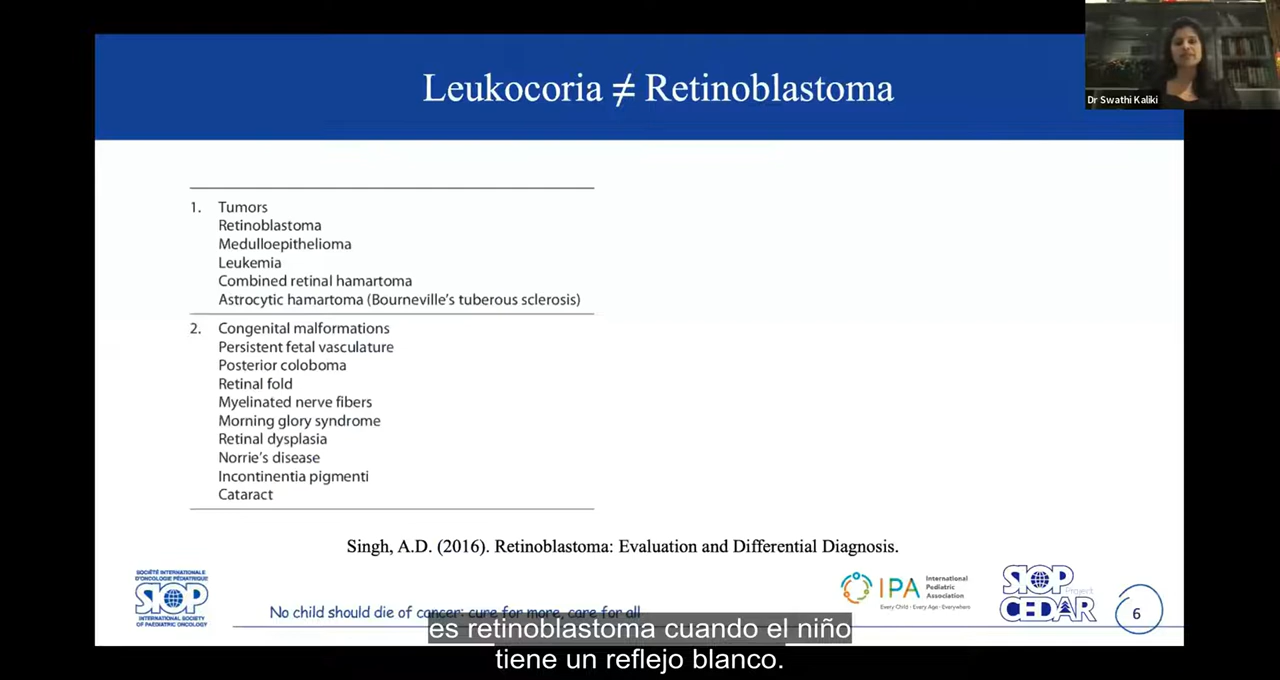 Leukocoria ≠ Retinoblastoma
Dr Swathi Kaliki
1. Tumors
Retinoblastoma
Medulloepithelioma
Leukemia
Combined retinal hamartoma
Astrocytic hamartoma (Bourneville's tuberous sclerosis)
2. Congenital malformations
Persistent fetal vasculature
Posterior coloboma
Retinal fold
Myelinated nerve fibers
Morning glory syndrome
Retinal dysplasia
Norrie's disease
Incontinentia pigmenti
Cataract
Singh, A.D. (2016). Retinoblastoma: Evaluation and Differential Diagnosis.
SOCIÉTÉ INTERNATIONALE
D'ONCOLOGIE PÉDIATRIQUE
SIOP
INTERNATIONAL SOCIETY
OF PAEDIATRIC ONCOLOGY
No child should die of cancer: cure for more, care for all
IPA
International
Pediatric
Association
Every Child · Every Age · Everywhere
SIOP
Project
CEDAR
6
es retinoblastoma cuando el niño
tiene un reflejo blanco.